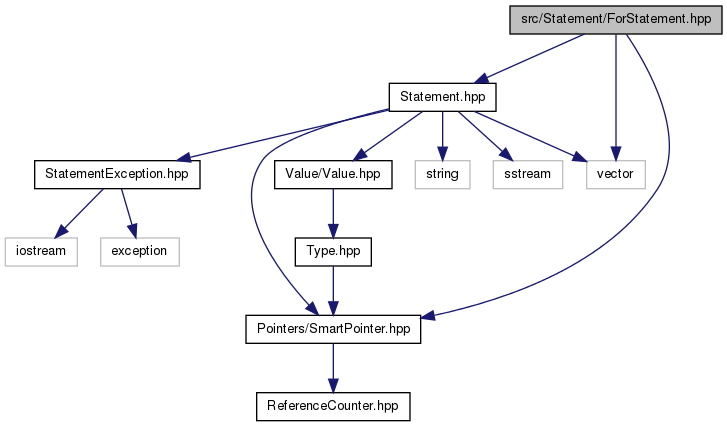 src/Statement/ForStatement.hpp
Statement.hpp
StatementException.hpp
Value/Value.hpp
string
sstream
vector
iostream
exception
Type.hpp
Pointers/SmartPointer.hpp
ReferenceCounter.hpp